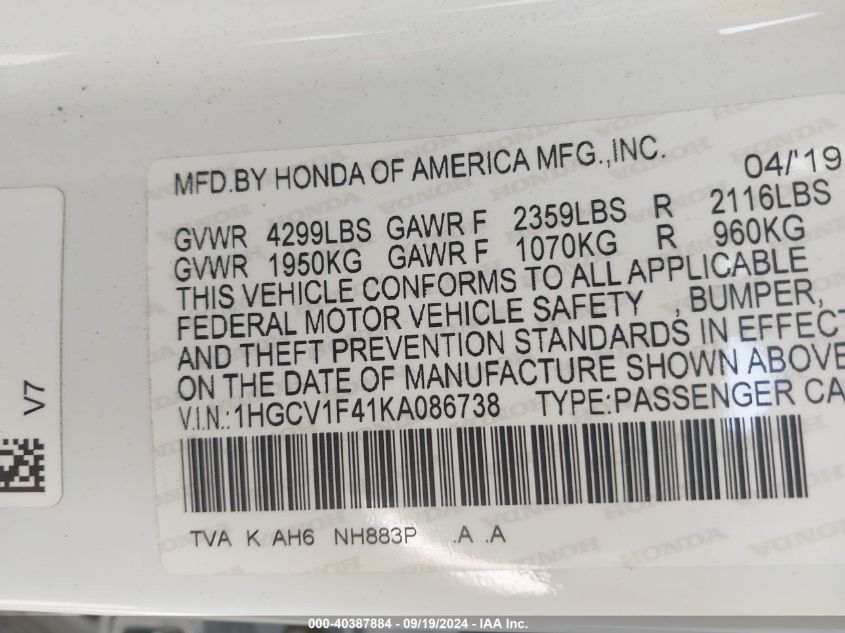 MFD.BY HONDA OF AMERICA MFG.,INC. 04/'19
GVWR 4299LBS GAWR F 2359LBS R 2116LBS
GVWR 1950KG GAWR F 1070KG R 960KG
THIS VEHICLE CONFORMS TO ALL APPLICABLE
FEDERAL MOTOR VEHICLE SAFETY , BUMPER,
AND THEFT PREVENTION STANDARDS IN EFFECT
ON THE DATE OF MANUFACTURE SHOWN ABOVE
V.I.N.:1HGCV1F41KA086738 TYPE:PASSENGER CA
TVA K AH6 NH883P .A .A
V7
000-40387884 - 09/19/2024 - IAA Inc.